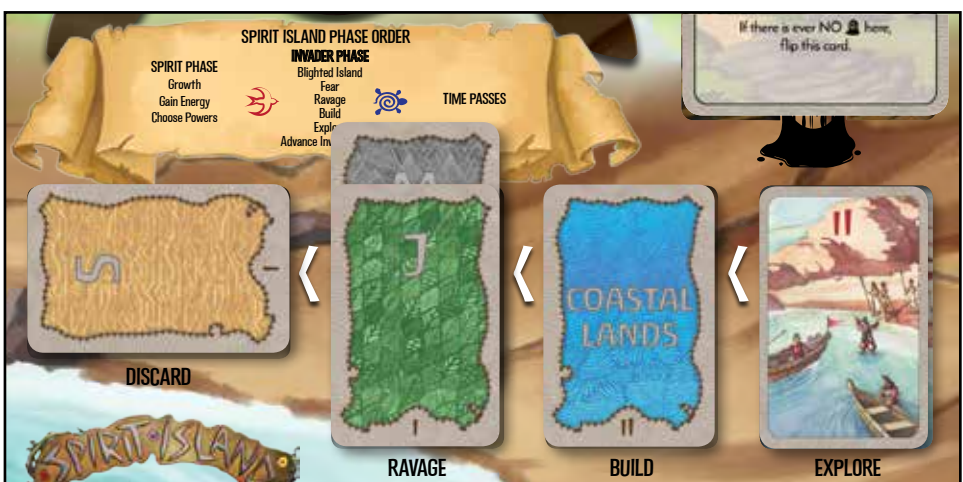 SPIRIT ISLAND PHASE ORDER
SPIRIT PHASE
Growth
Gain Energy
Choose Powers
INVADER PHASE
Blighted Island
Fear
Ravage
Build
TIME PASSES
If there is ever NO here,
flip this card.
S
I
DISCARD
J
I
RAVAGE
COASTAL
LANDS
II
BUILD
II
EXPLORE
SPIRIT ISLAND